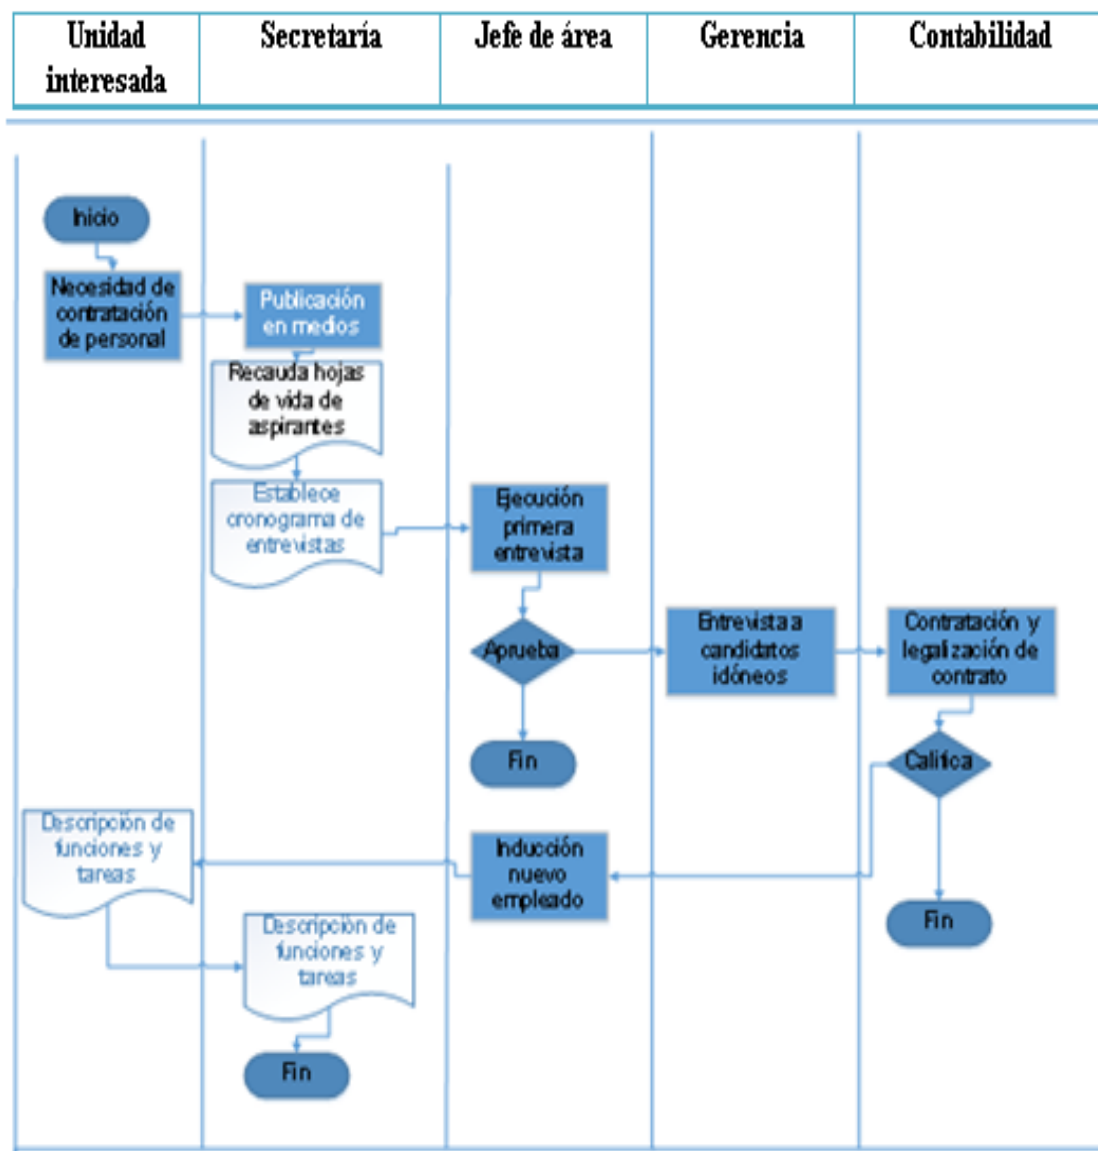 Unidad
interesada
Secretaría
Jefe de área
Gerencia
Contabilidad
Inicio
Necesidad de
contratación
de personal
Publicación
en medios
Recauda hojas
de vida de
aspirantes
Establece
cronograma de
entrevistas
Ejecución
primera
entrevista
Aprueba
Fin
Entrevista a
candidatos
idóneos
Contratación y
legalización de
contrato
Califica
Fin
Inducción
nuevo
empleado
Descripción de
funciones y
tareas
Descripción de
funciones y
tareas
Fin